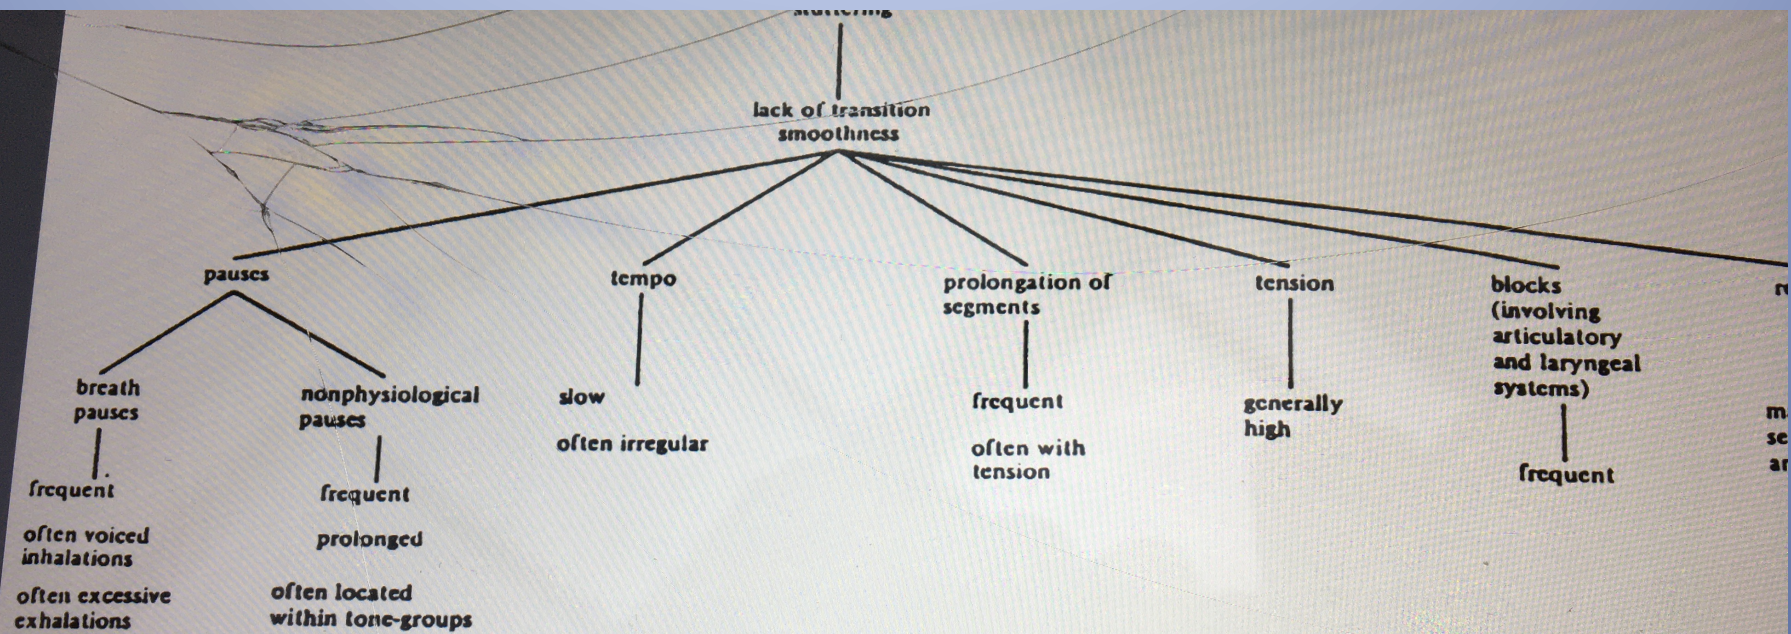 stuttering
lack of transition
smoothness
pauses
tempo
prolongation of
segments
tension
blocks
(involving
articulatory
and laryngeal
systems)
breath
pauses
nonphysiological
pauses
slow
often irregular
frequent
often with
tension
generally
high
frequent
frequent
often voiced
inhalations
often excessive
exhalations
frequent
prolonged
often located
within tone-groups